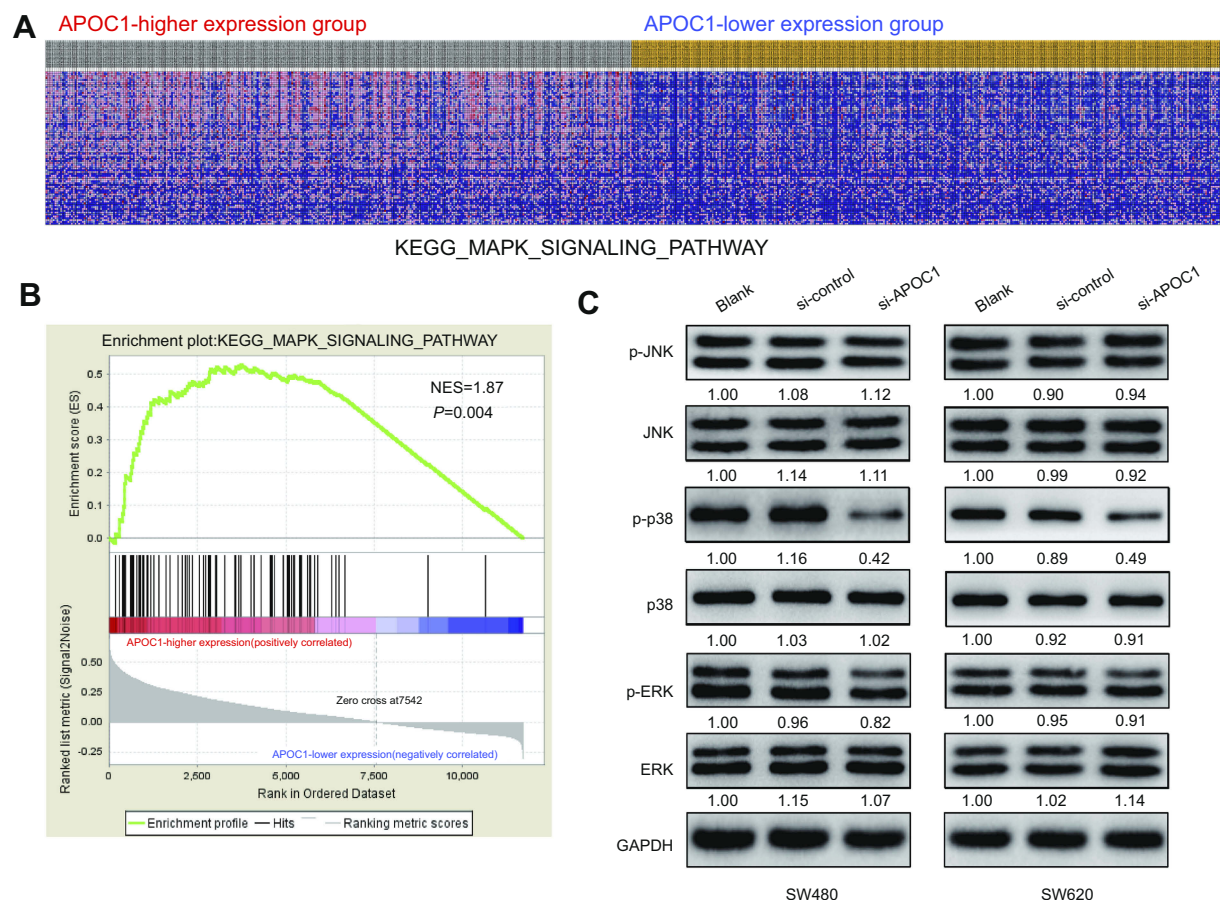 A
APOC1-higher expression group
APOC1-lower expression group
KEGG_MAPK_SIGNALING_PATHWAY
B
Enrichment plot:KEGG_MAPK_SIGNALING_PATHWAY
Enrichment score (ES)
0.5
0.4
0.3
0.2
0.1
0.0
NES=1.87
P=0.004
APOC1-higher expression(positively correlated)
Ranked list metric (Signal2Noise)
0.50
0.25
0.00
-0.25
Zero cross at7542
APOC1-lower expression(negatively correlated)
0 2,500 5,000 7,500 10,000
Rank in Ordered Dataset
Enrichment profile Hits Ranking metric scores
C
Blank si-control si-APOC1 Blank si-control si-APOC1
p-JNK
1.00 1.08 1.12 1.00 0.90 0.94
JNK
1.00 1.14 1.11 1.00 0.99 0.92
p-p38
1.00 1.16 0.42 1.00 0.89 0.49
p38
1.00 1.03 1.02 1.00 0.92 0.91
p-ERK
1.00 0.96 0.82 1.00 0.95 0.91
ERK
1.00 1.15 1.07 1.00 1.02 1.14
GAPDH
SW480 SW620